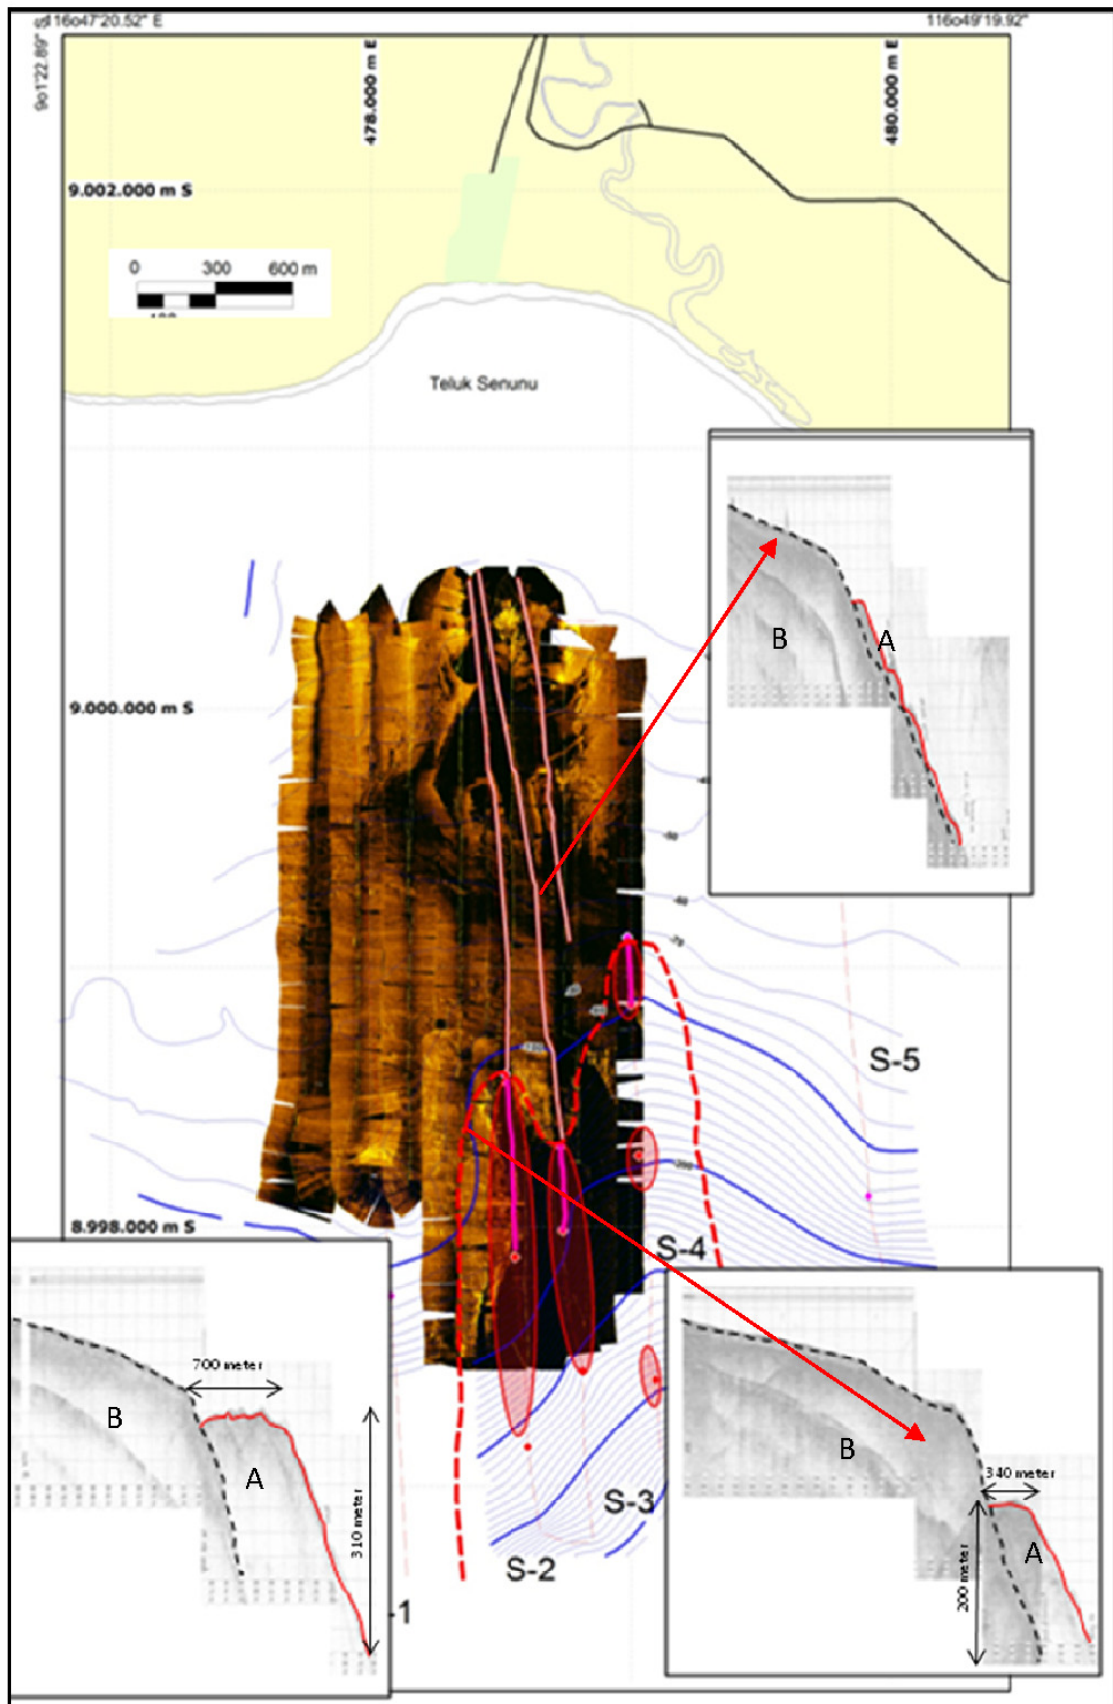 116o47'20.52" E
116o49'19.92"
9o1'22.89" S
478.000 m E
480.000 m E
9.002.000 m S
0 300 600 m
Teluk Senunu
B
A
9.000.000 m S
S-5
8.998.000 m S
S-4
700 meter
B
A
310 meter
B
340 meter
A
200 meter
S-3
S-2
-1